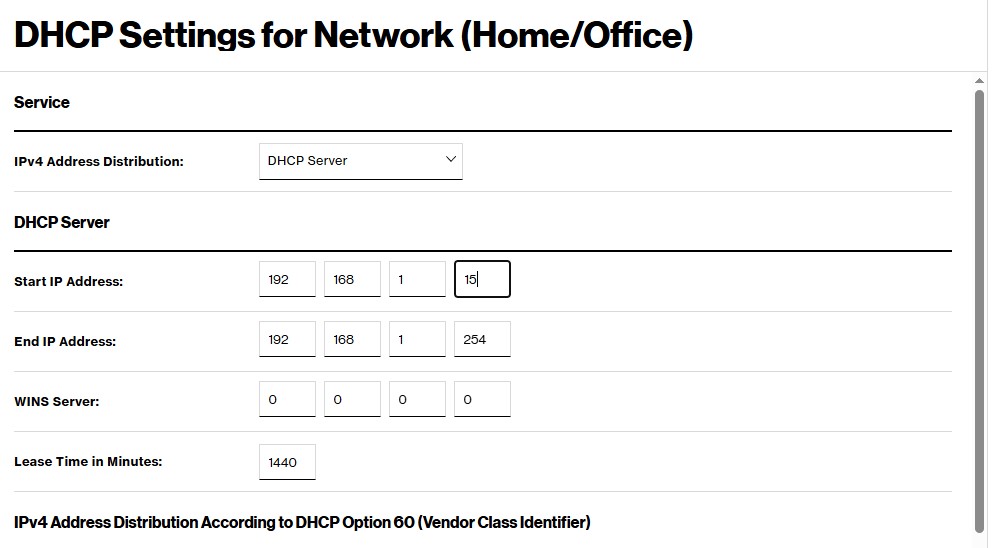 DHCP Settings for Network (Home/Office)
Service
IPv4 Address Distribution: DHCP Server
DHCP Server
Start IP Address: 192 168 1 15
End IP Address: 192 168 1 254
WINS Server: 0 0 0 0
Lease Time in Minutes: 1440
IPv4 Address Distribution According to DHCP Option 60 (Vendor Class Identifier)